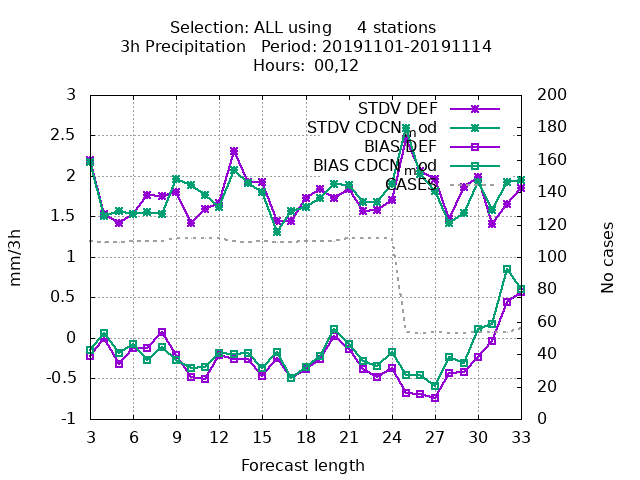 Selection: ALL using     4 stations
3h Precipitation   Period: 20191101-20191114
Hours: 00,12
STDV DEF
STDV CDCNmod
BIAS DEF
BIAS CDCNmod
CASES
3
2.5
2
1.5
1
0.5
0
-0.5
-1
mm/3h
200
180
160
140
120
100
80
60
40
20
0
No cases
3 6 9 12 15 18 21 24 27 30 33
Forecast length